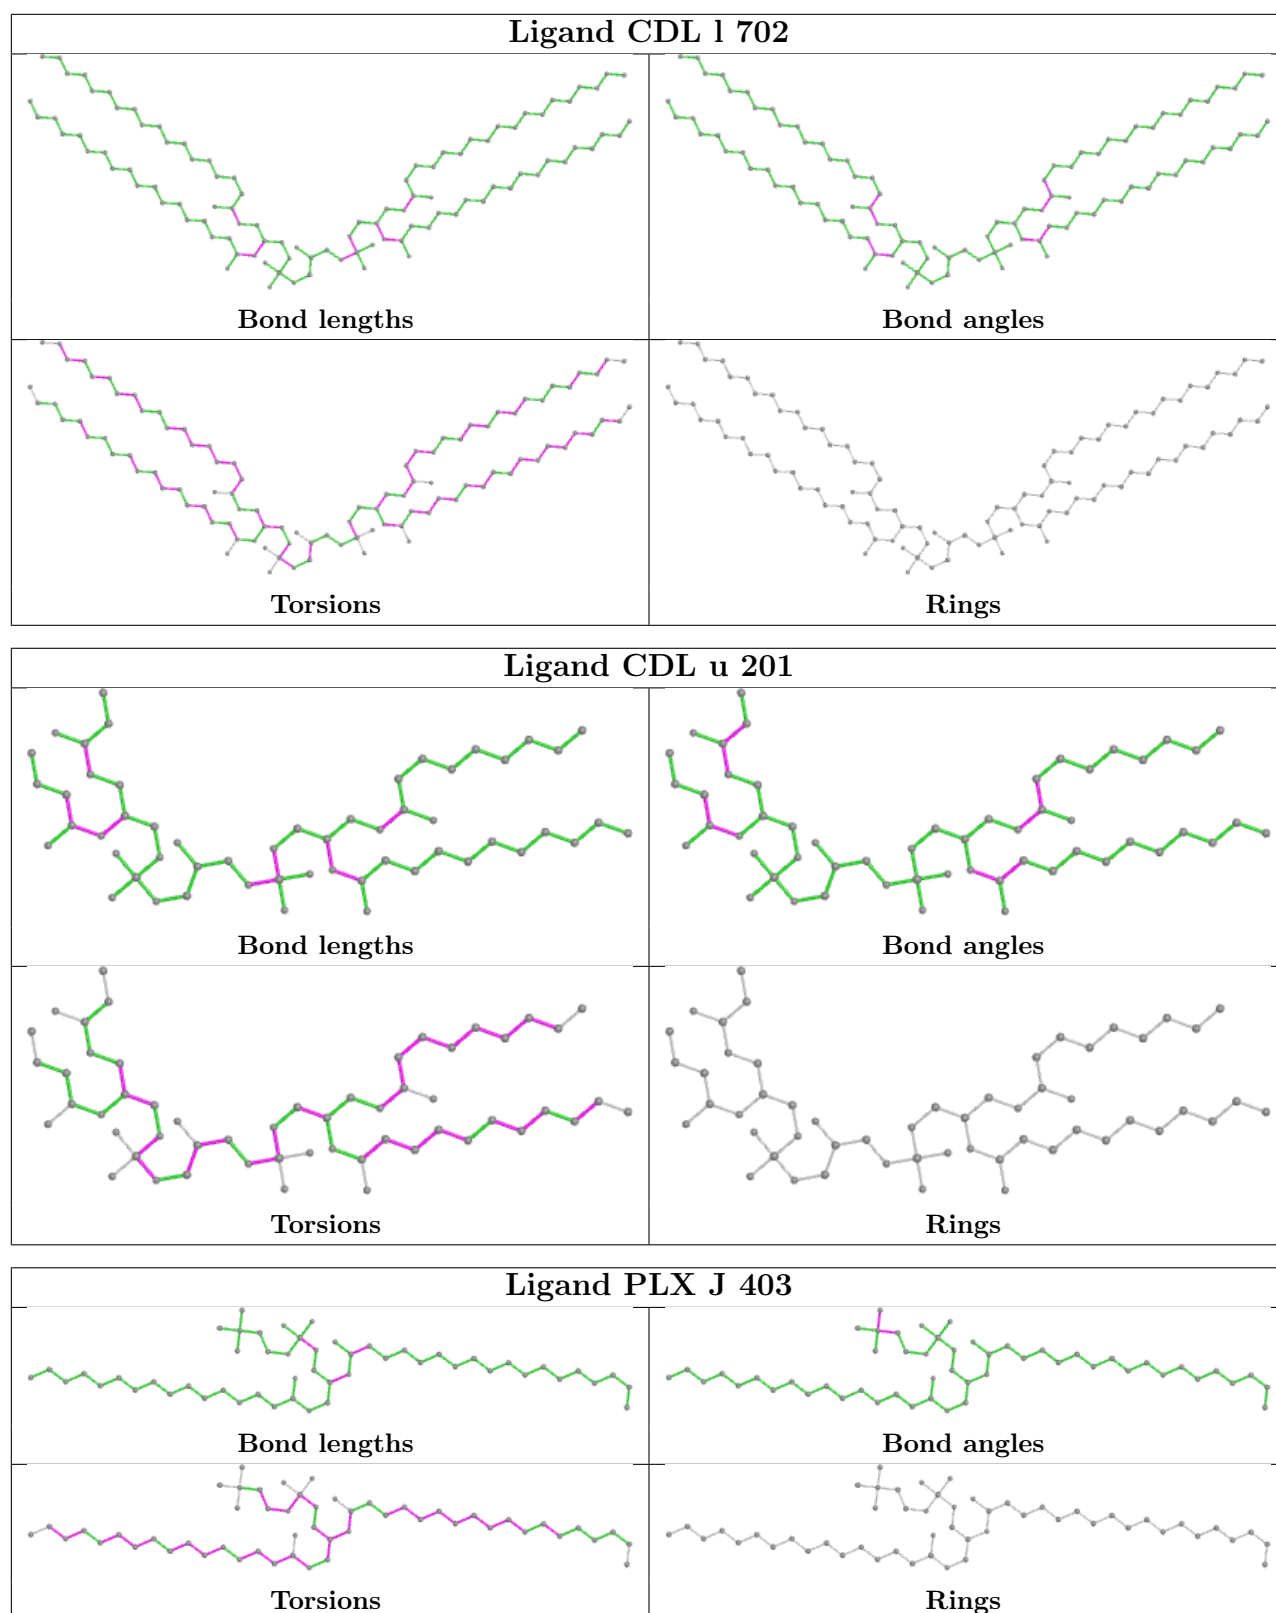 Ligand CDL l 702
Bond lengths
Bond angles
Torsions
Rings
Ligand CDL u 201
Bond lengths
Bond angles
Torsions
Rings
Ligand PLX J 403
Bond lengths
Bond angles
Torsions
Rings